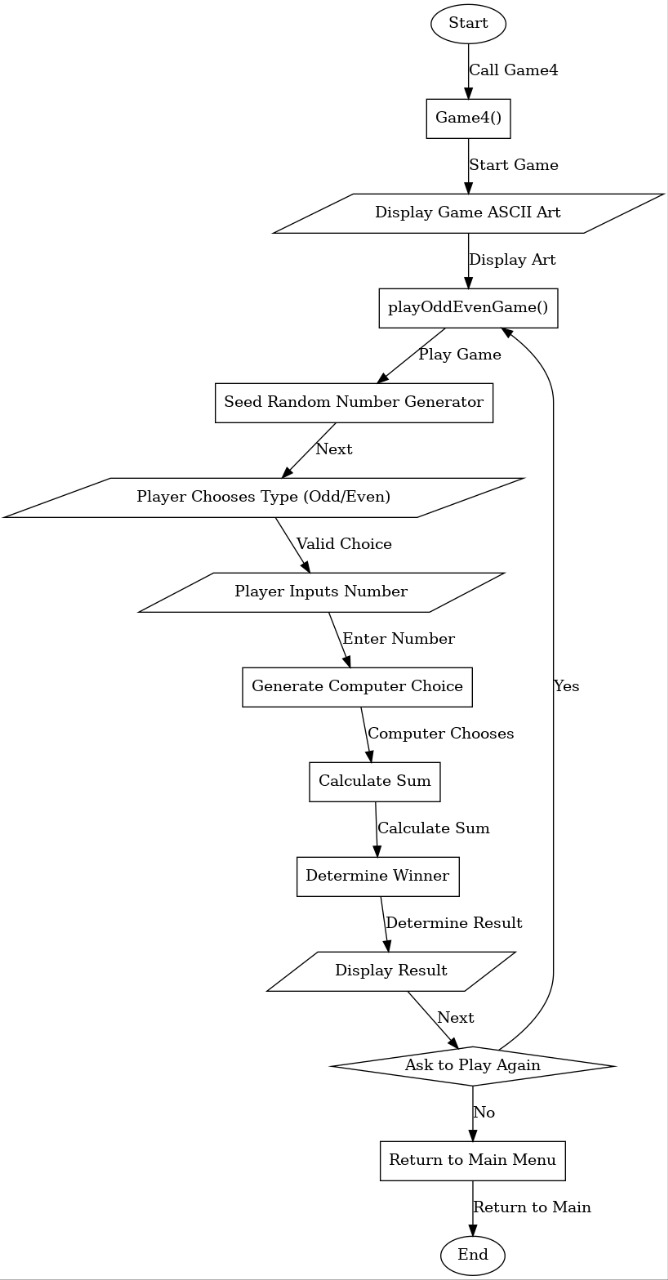 Start
Call Game4
Game4()
Start Game
Display Game ASCII Art
Display Art
playOddEvenGame()
Play Game
Seed Random Number Generator
Next
Player Chooses Type (Odd/Even)
Valid Choice
Player Inputs Number
Enter Number
Generate Computer Choice
Yes
Computer Chooses
Calculate Sum
Calculate Sum
Determine Winner
Determine Result
Display Result
Next
Ask to Play Again
No
Return to Main Menu
Return to Main
End